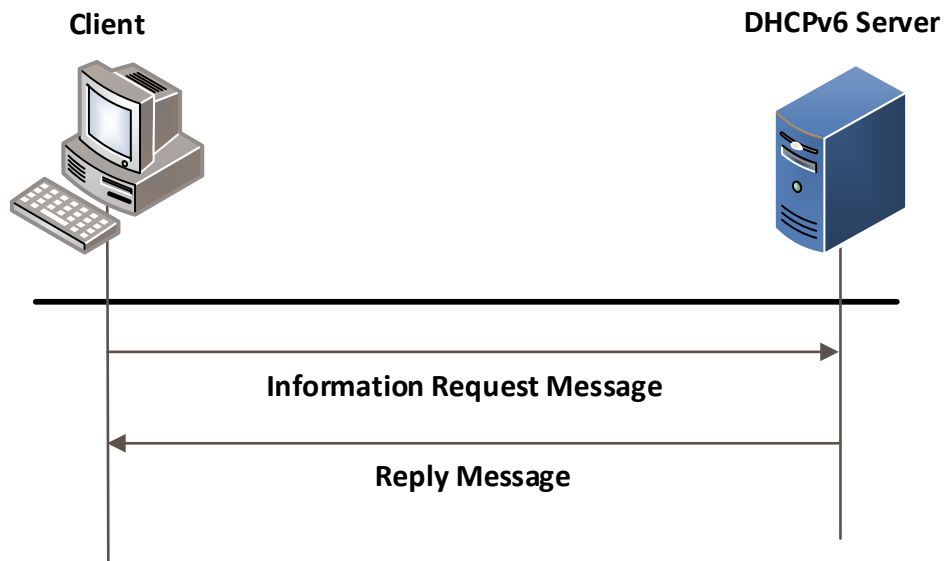 Client
DHCPv6 Server
Information Request Message
Reply Message